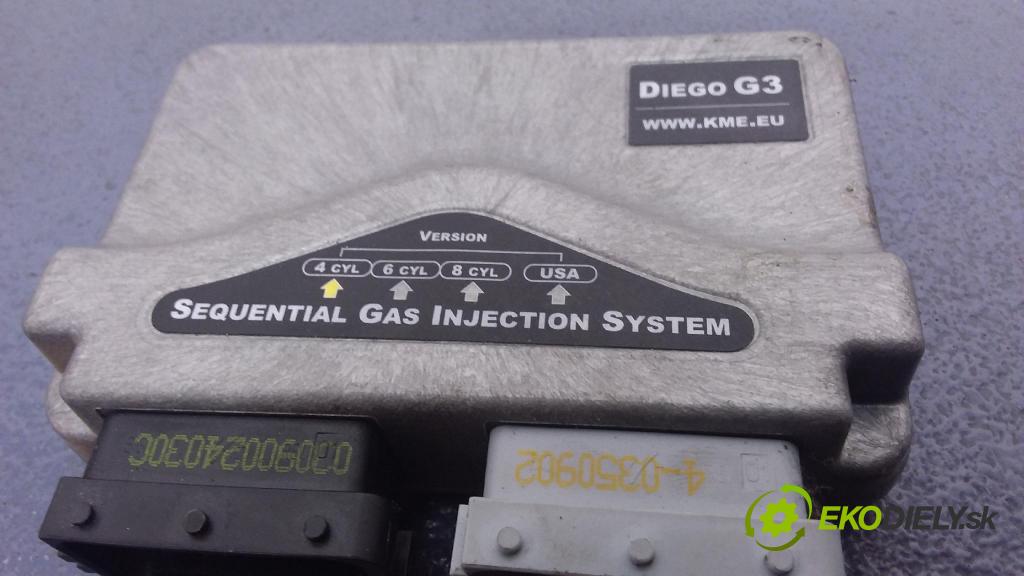 DIEGO G3
WWW.KME.EU
VERSION
4 CYL 6 CYL 8 CYL USA
SEQUENTIAL GAS INJECTION SYSTEM
4-0350902
EKODIELY.sk